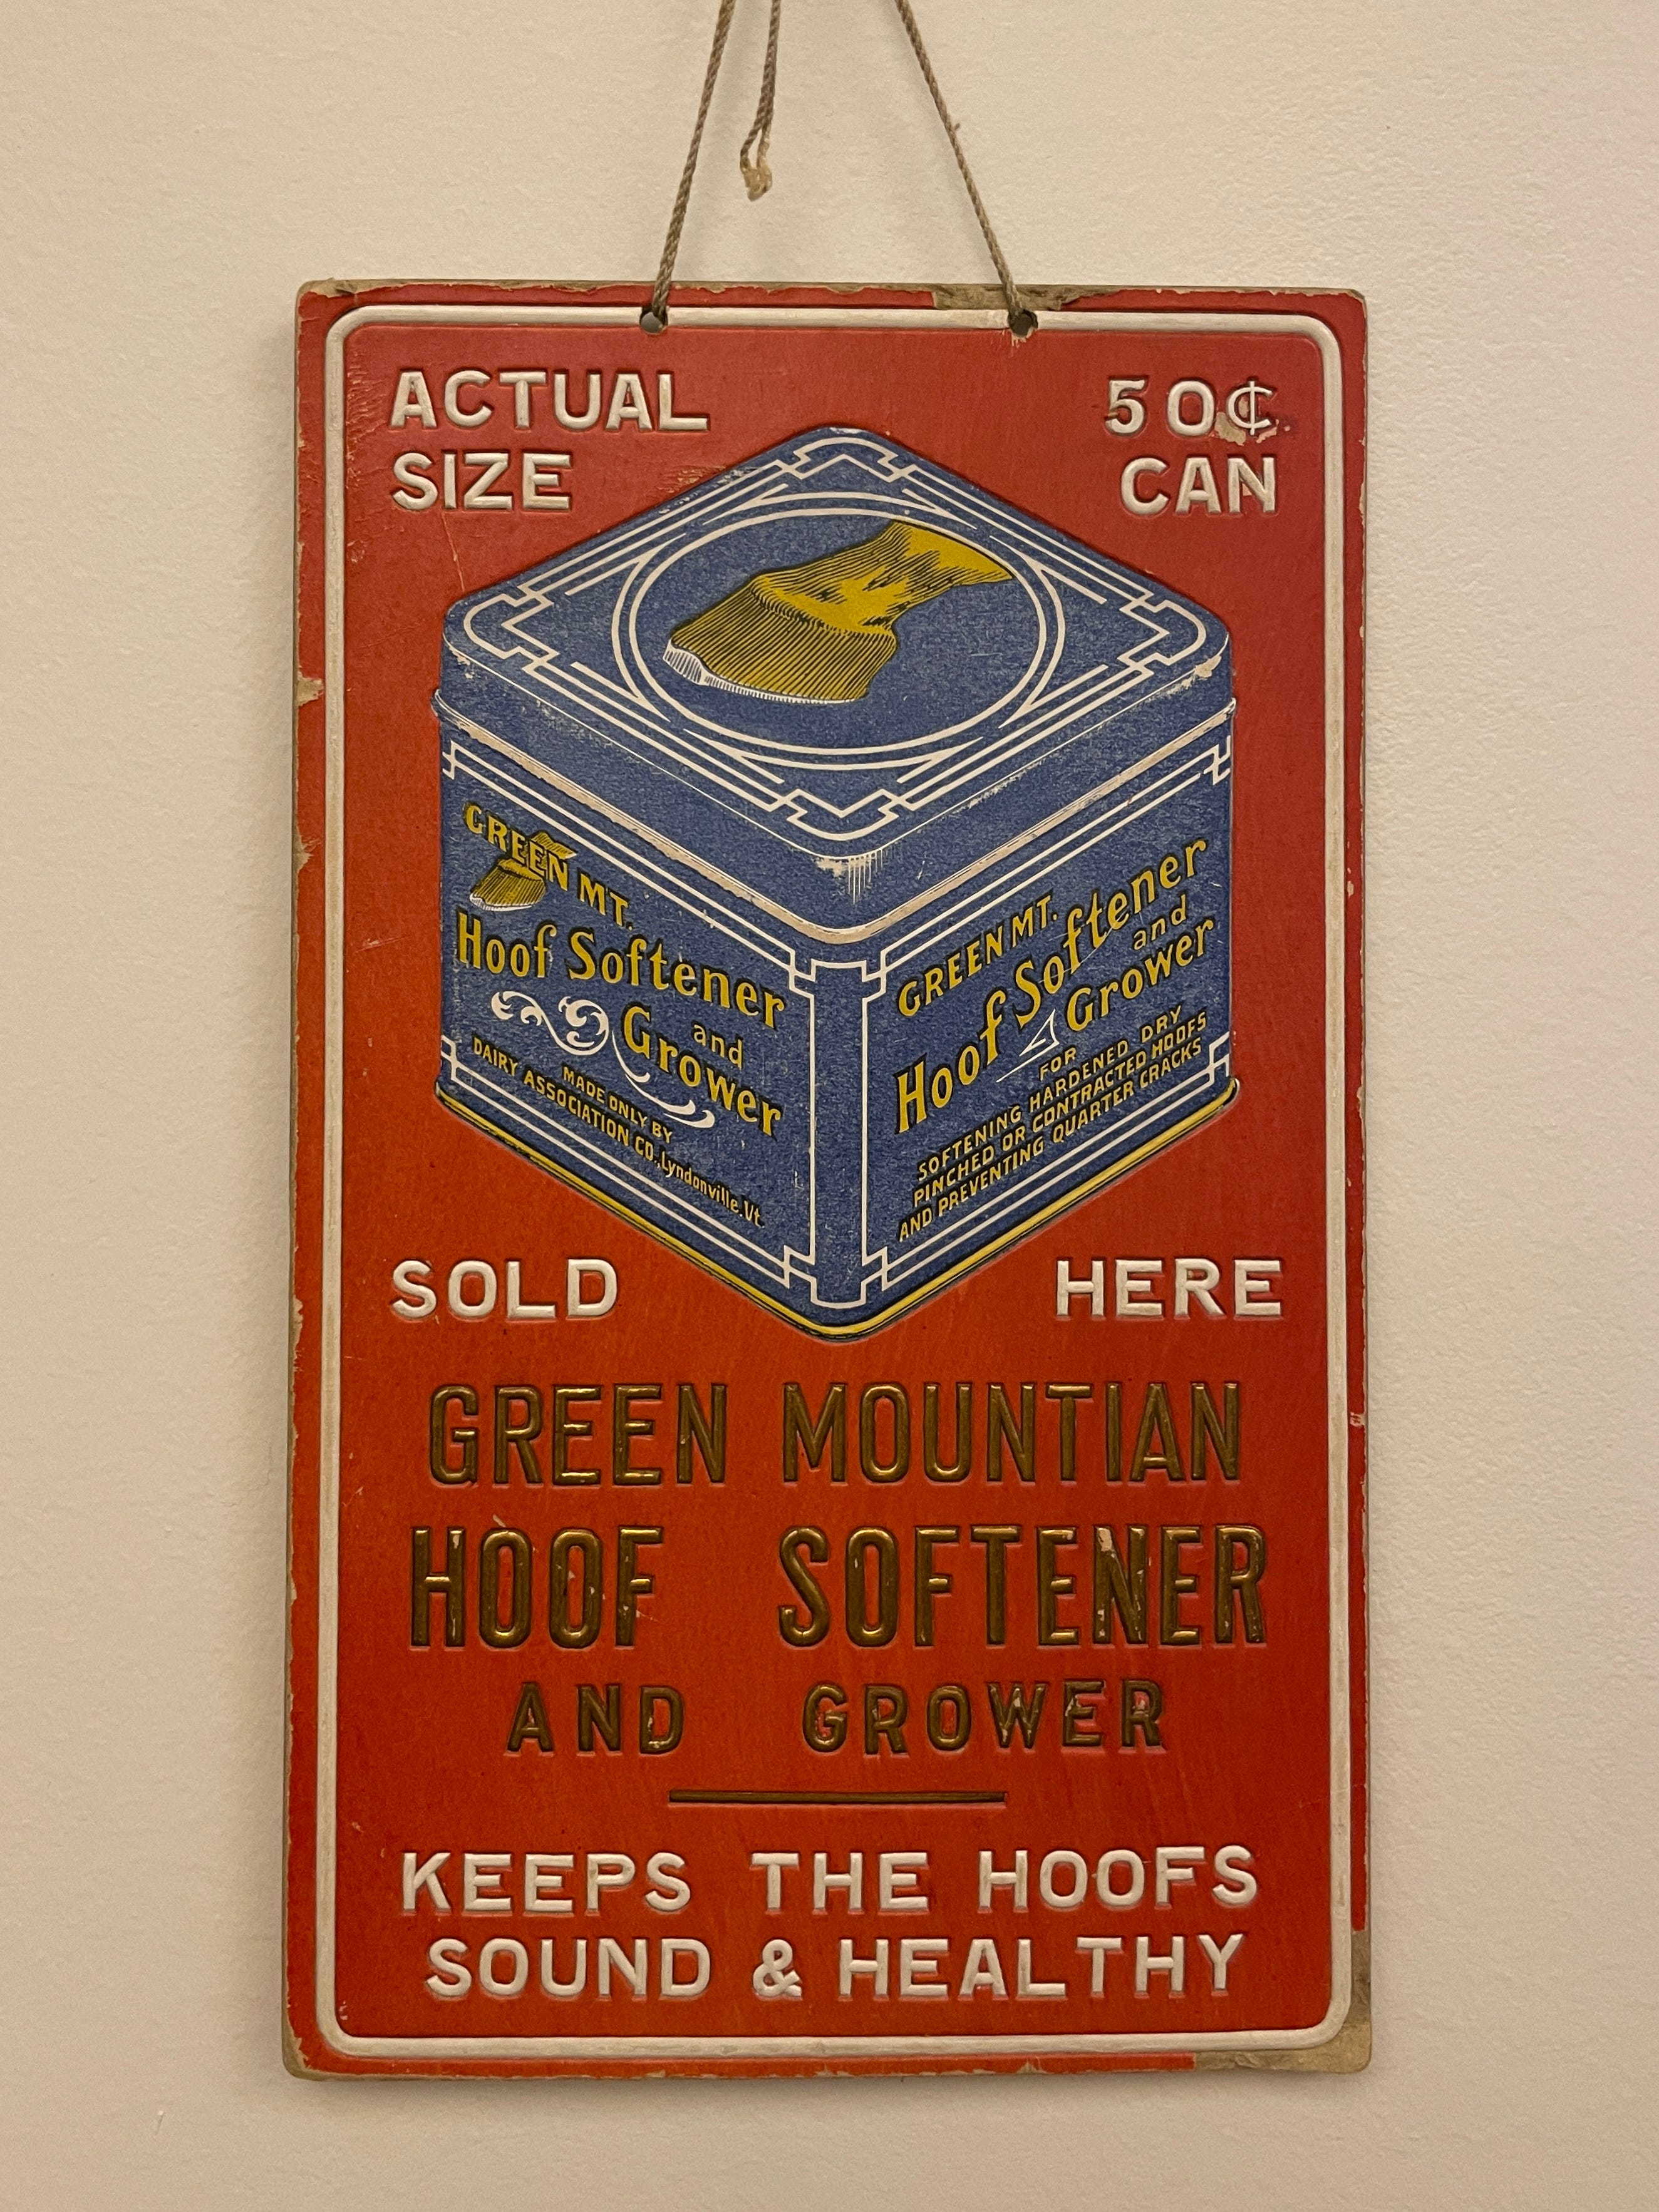 ACTUAL
SIZE
50¢
CAN
GREEN MT.
Hoof Softener
and
Grower
MADE ONLY BY
DAIRY ASSOCIATION CO., Lyndonville. Vt.
GREEN MT.
Hoof Softener
and
Grower
FOR
SOFTENING HARDENED DRY
PINCHED OR CONTRACTED HOOFS
AND PREVENTING QUARTER CRACKS
SOLD HERE
GREEN MOUNTIAN
HOOF SOFTENER
AND GROWER
KEEPS THE HOOFS
SOUND & HEALTHY